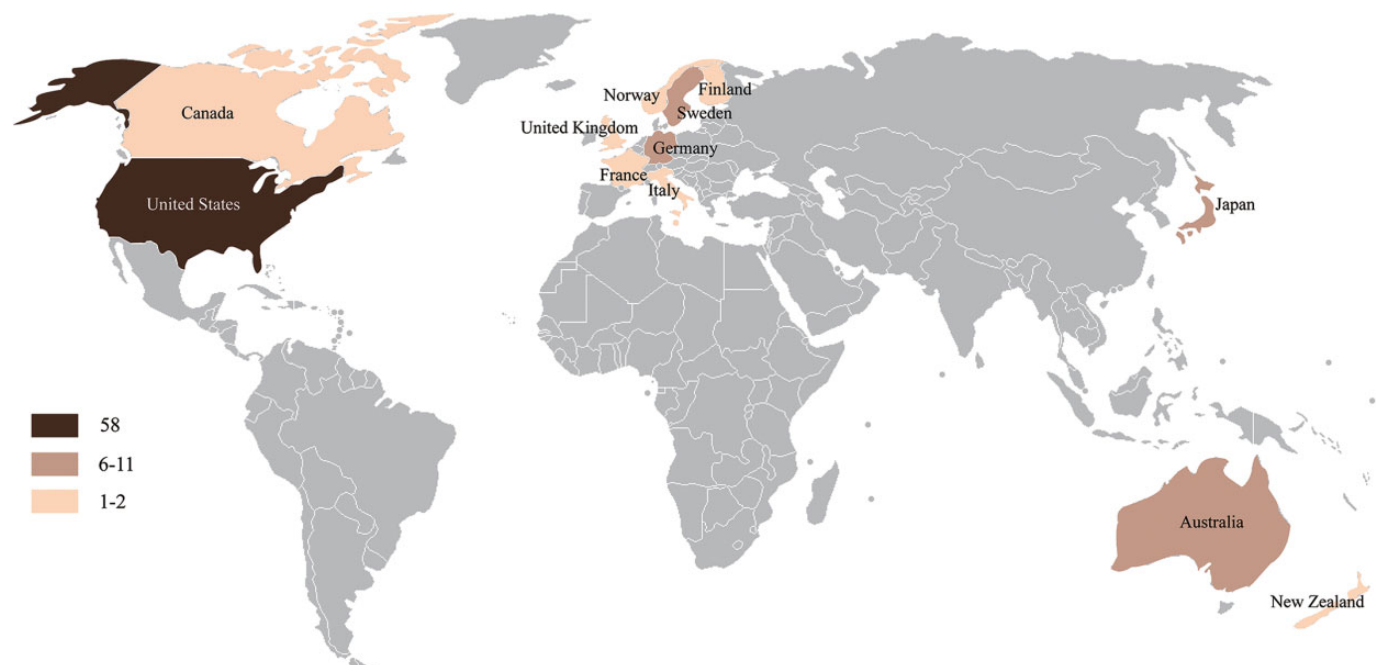 Canada
United States
Norway
Finland
Sweden
United Kingdom
Germany
France
Italy
Japan
58
6-11
1-2
Australia
New Zealand